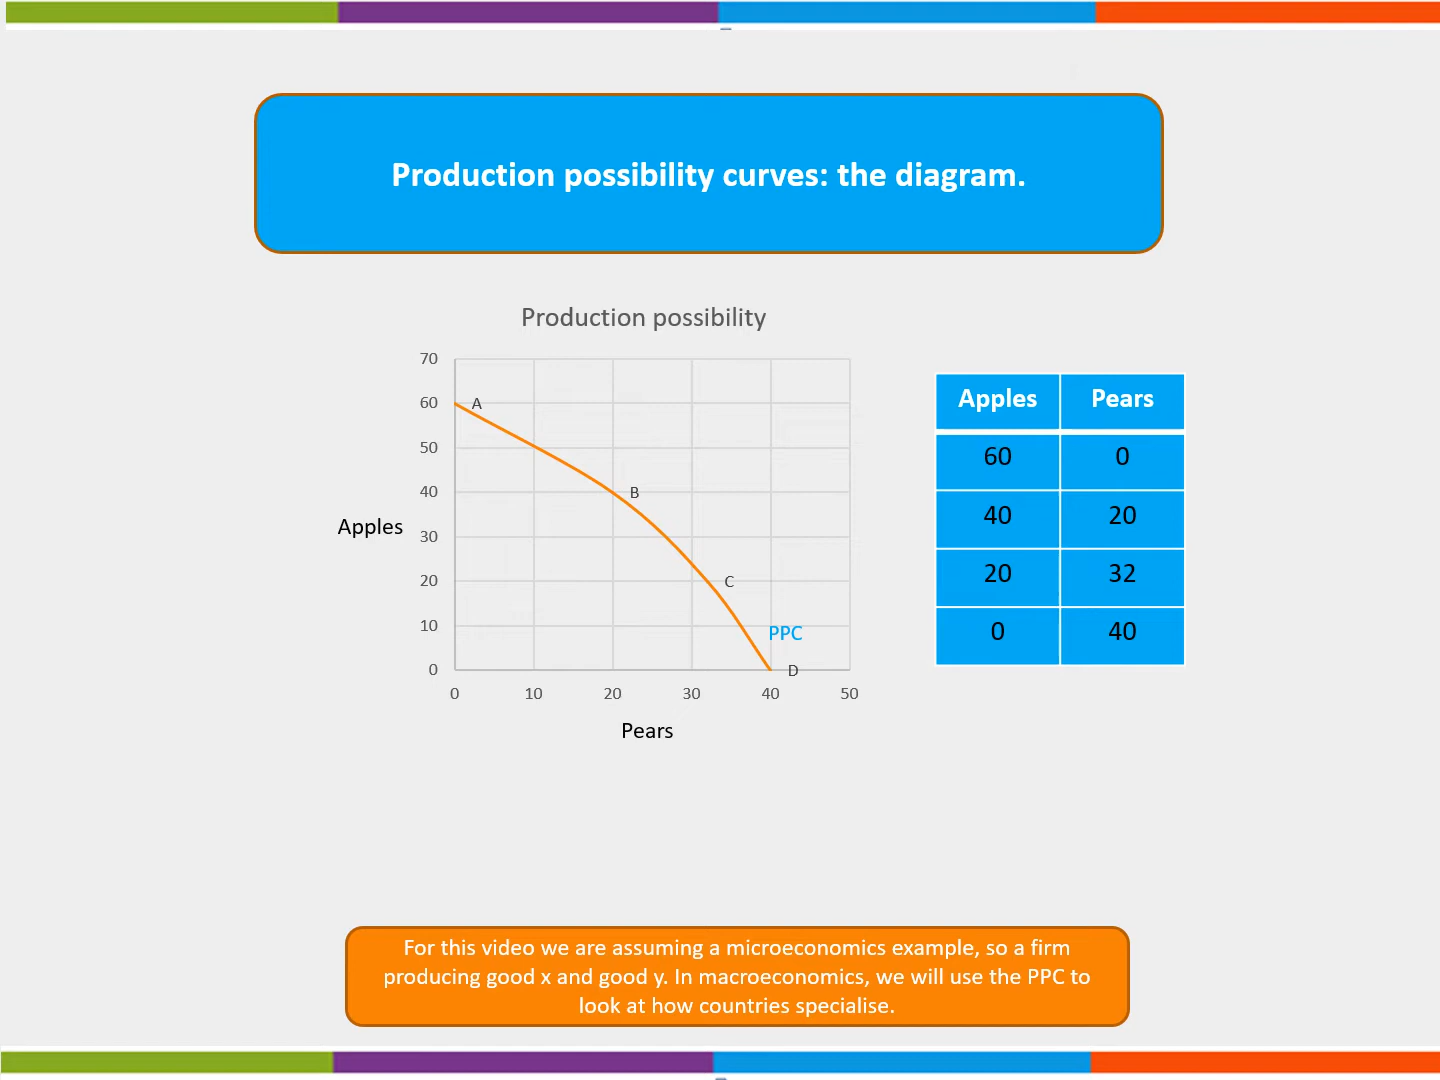 Production possibility curves: the diagram.
Production possibility
70
60
50
40
30
20
10
0
Apples
A
B
C
D
PPC
0 10 20 30 40 50
Pears
Apples Pears
60 0
40 20
20 32
0 40
For this video we are assuming a microeconomics example, so a firm
producing good x and good y. In macroeconomics, we will use the PPC to
look at how countries specialise.